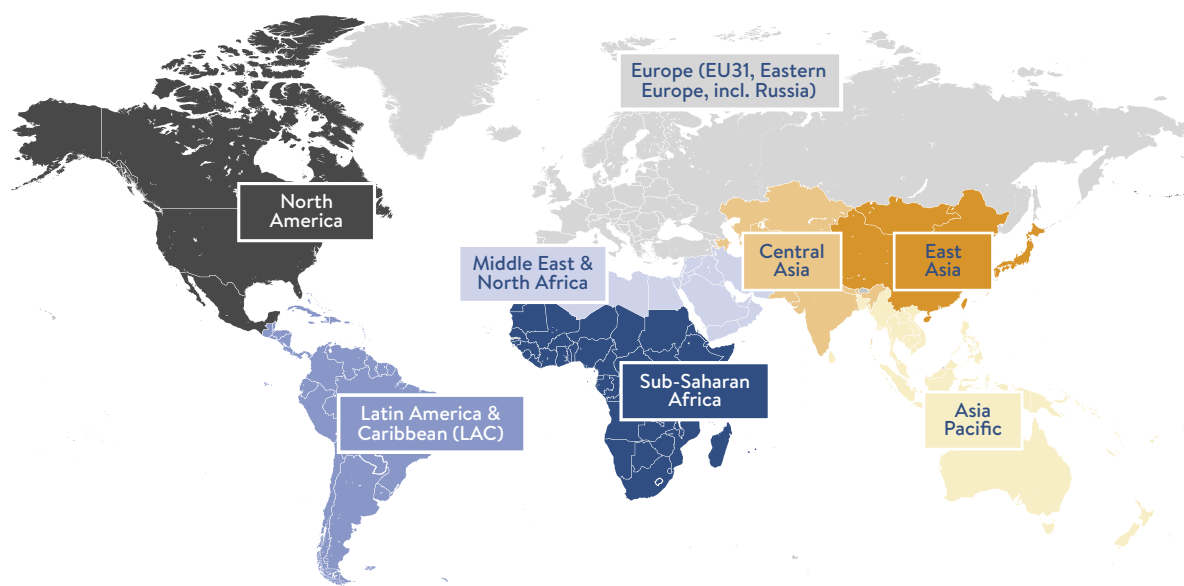 Europe (EU31, Eastern
Europe, incl. Russia)
North
America
Middle East &
North Africa
Central
Asia
East
Asia
Sub-Saharan
Africa
Latin America &
Caribbean (LAC)
Asia
Pacific